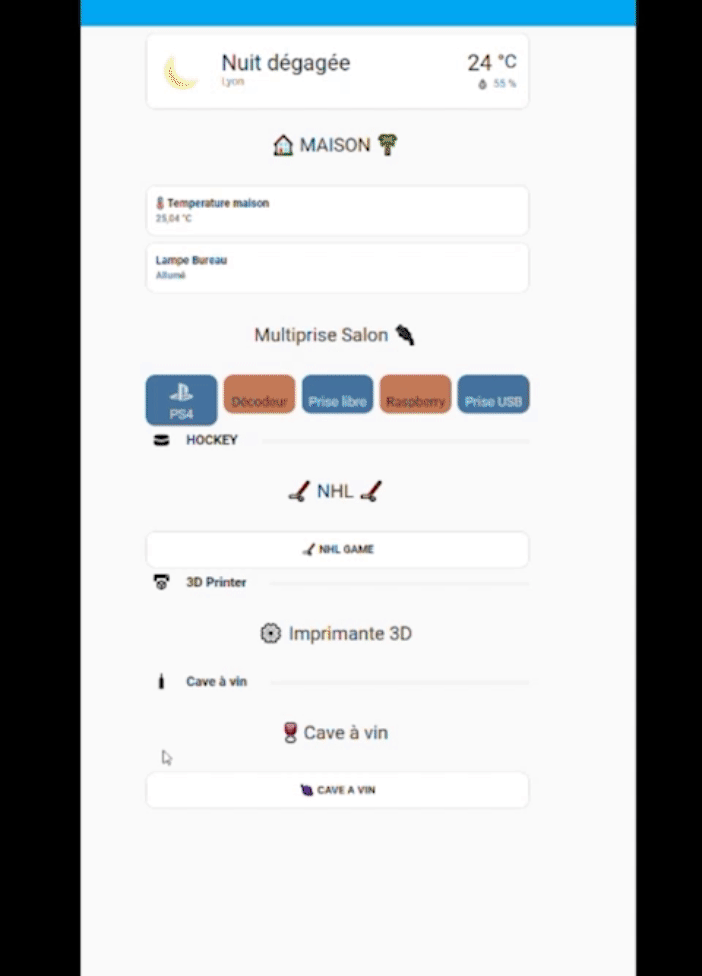 Nuit dégagée
Lyon
24 °C
55 %
MAISON
Temperature maison
25,04 °C
Lampe Bureau
Allumé
Multiprise Salon
PS4
Décodeur
Prise libre
Raspberry
Prise USB
HOCKEY
NHL
NHL GAME
3D Printer
Imprimante 3D
Cave à vin
Cave à vin
CAVE A VIN